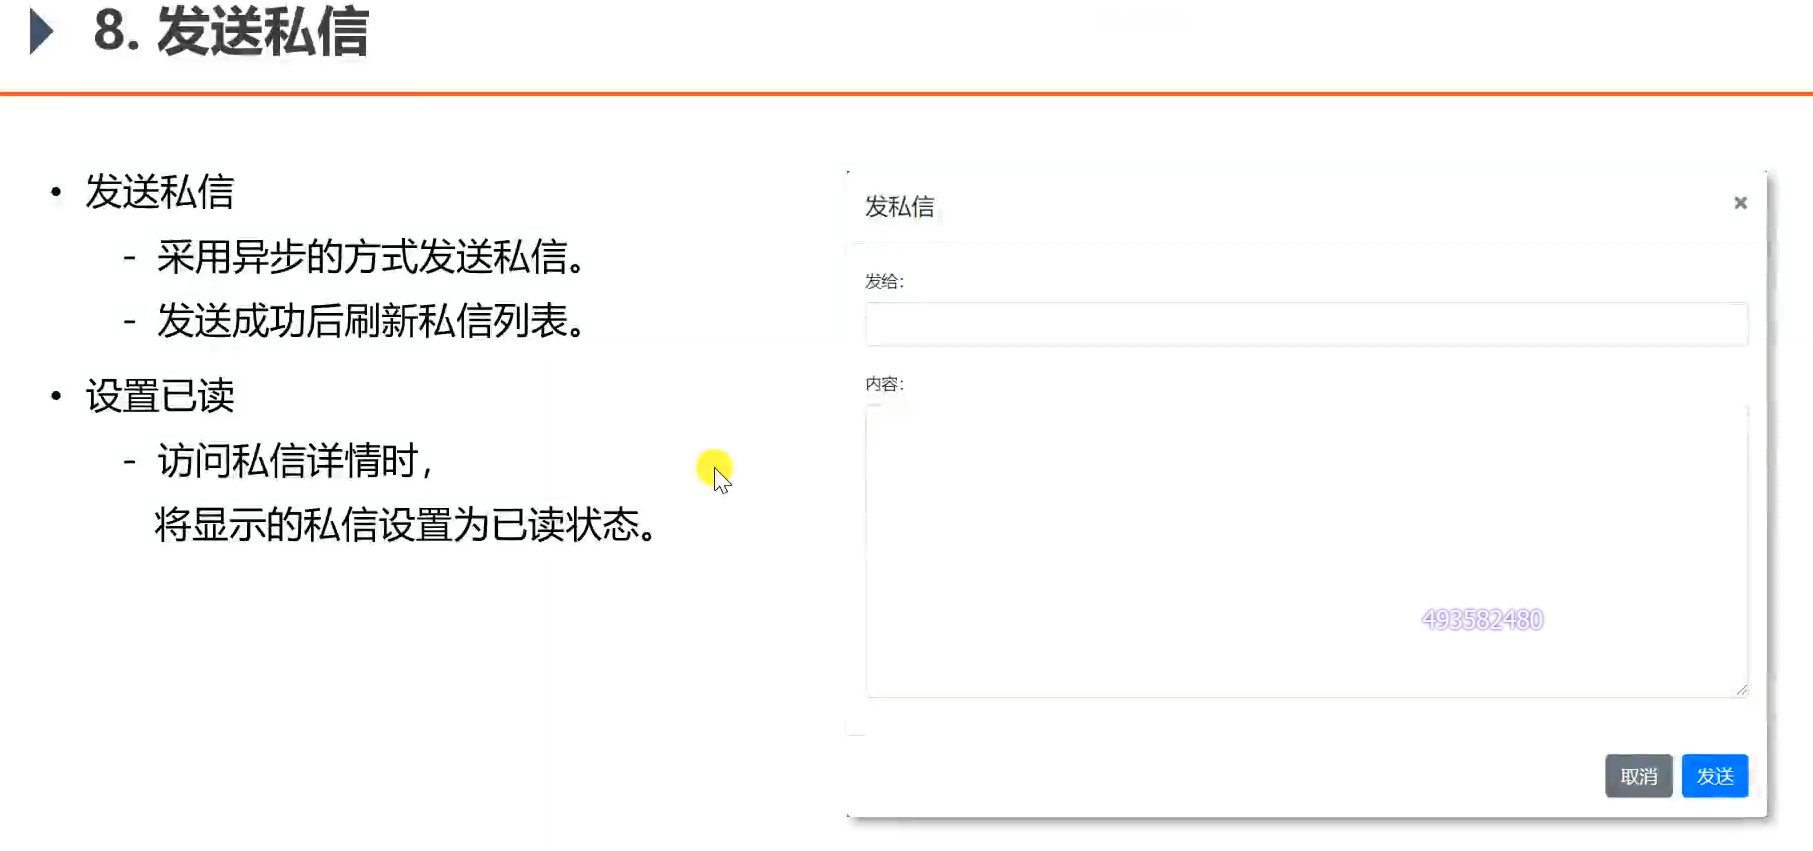 8. 发送私信
• 发送私信
- 采用异步的方式发送私信。
- 发送成功后刷新私信列表。
• 设置已读
- 访问私信详情时，
将显示的私信设置为已读状态。
发私信
×
发给：
内容：
493582480
取消 发送